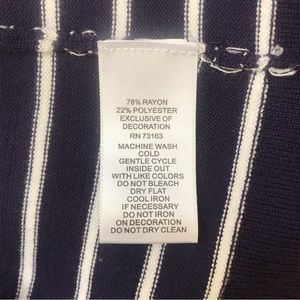 78% RAYON
22% POLYESTER
EXCLUSIVE OF
DECORATION
RN 73163
MACHINE WASH
COLD
GENTLE CYCLE
INSIDE OUT
WITH LIKE COLORS
DO NOT BLEACH
DRY FLAT
COOL IRON
IF NECESSARY
DO NOT IRON
ON DECORATION
DO NOT DRY CLEAN